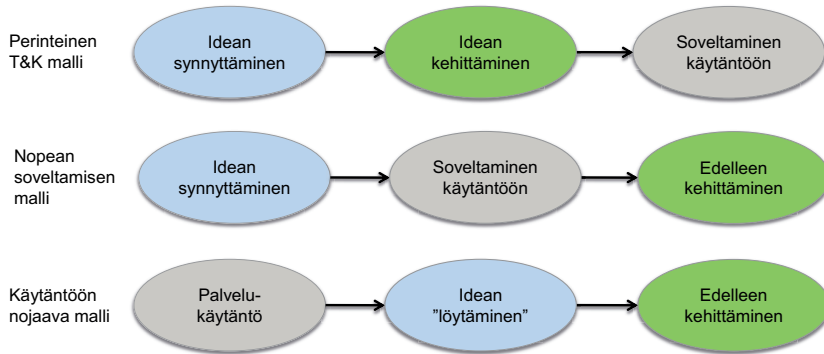 Perinteinen
T&K malli
Idean
synnyttäminen
Idean
kehittäminen
Soveltaminen
käytäntöön
Nopean
soveltamisen
malli
Idean
synnyttäminen
Soveltaminen
käytäntöön
Edelleen
kehittäminen
Käytäntöön
nojaava malli
Palvelu-
käytäntö
Idean
”löytäminen”
Edelleen
kehittäminen